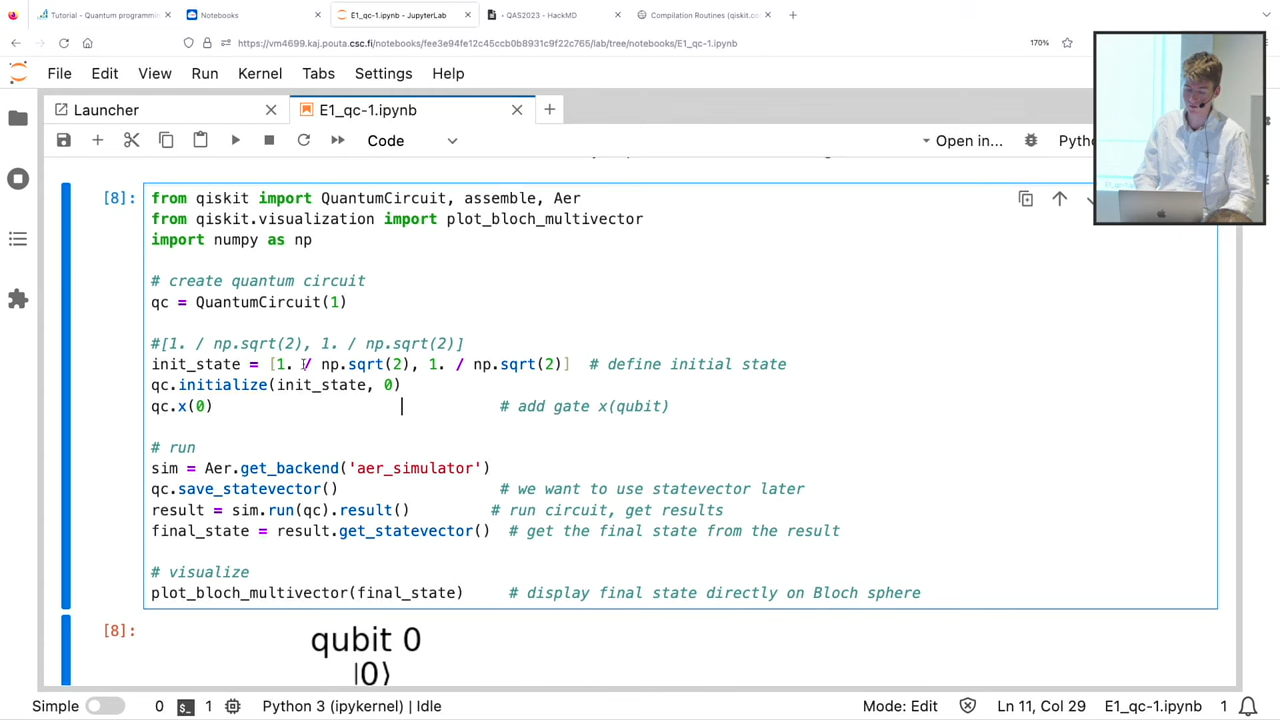 Tutorial - Quantum programmin
Notebooks
E1_qc-1.ipynb - JupyterLab
- QAS2023 - HackMD
Compilation Routines (qiskit.co
https://vm4699.kaj.pouta.csc.fi/notebooks/fee3e94fe12c45ccb0b8931c9f22c765/lab/tree/notebooks/E1_qc-1.ipynb
170%
File Edit View Run Kernel Tabs Settings Help
Launcher
E1_qc-1.ipynb
Code
Open in...
Pytho
[8]:
from qiskit import QuantumCircuit, assemble, Aer
from qiskit.visualization import plot_bloch_multivector
import numpy as np
# create quantum circuit
qc = QuantumCircuit(1)
#[1. / np.sqrt(2), 1. / np.sqrt(2)]
init_state = [1. / np.sqrt(2), 1. / np.sqrt(2)] # define initial state
qc.initialize(init_state, 0)
qc.x(0) # add gate x(qubit)
# run
sim = Aer.get_backend('aer_simulator')
qc.save_statevector() # we want to use statevector later
result = sim.run(qc).result() # run circuit, get results
final_state = result.get_statevector() # get the final state from the result
# visualize
plot_bloch_multivector(final_state) # display final state directly on Bloch sphere
[8]:
qubit 0
|0⟩
Simple 0 1 Python 3 (ipykernel) | Idle Mode: Edit Ln 11, Col 29 E1_qc-1.ipynb 1